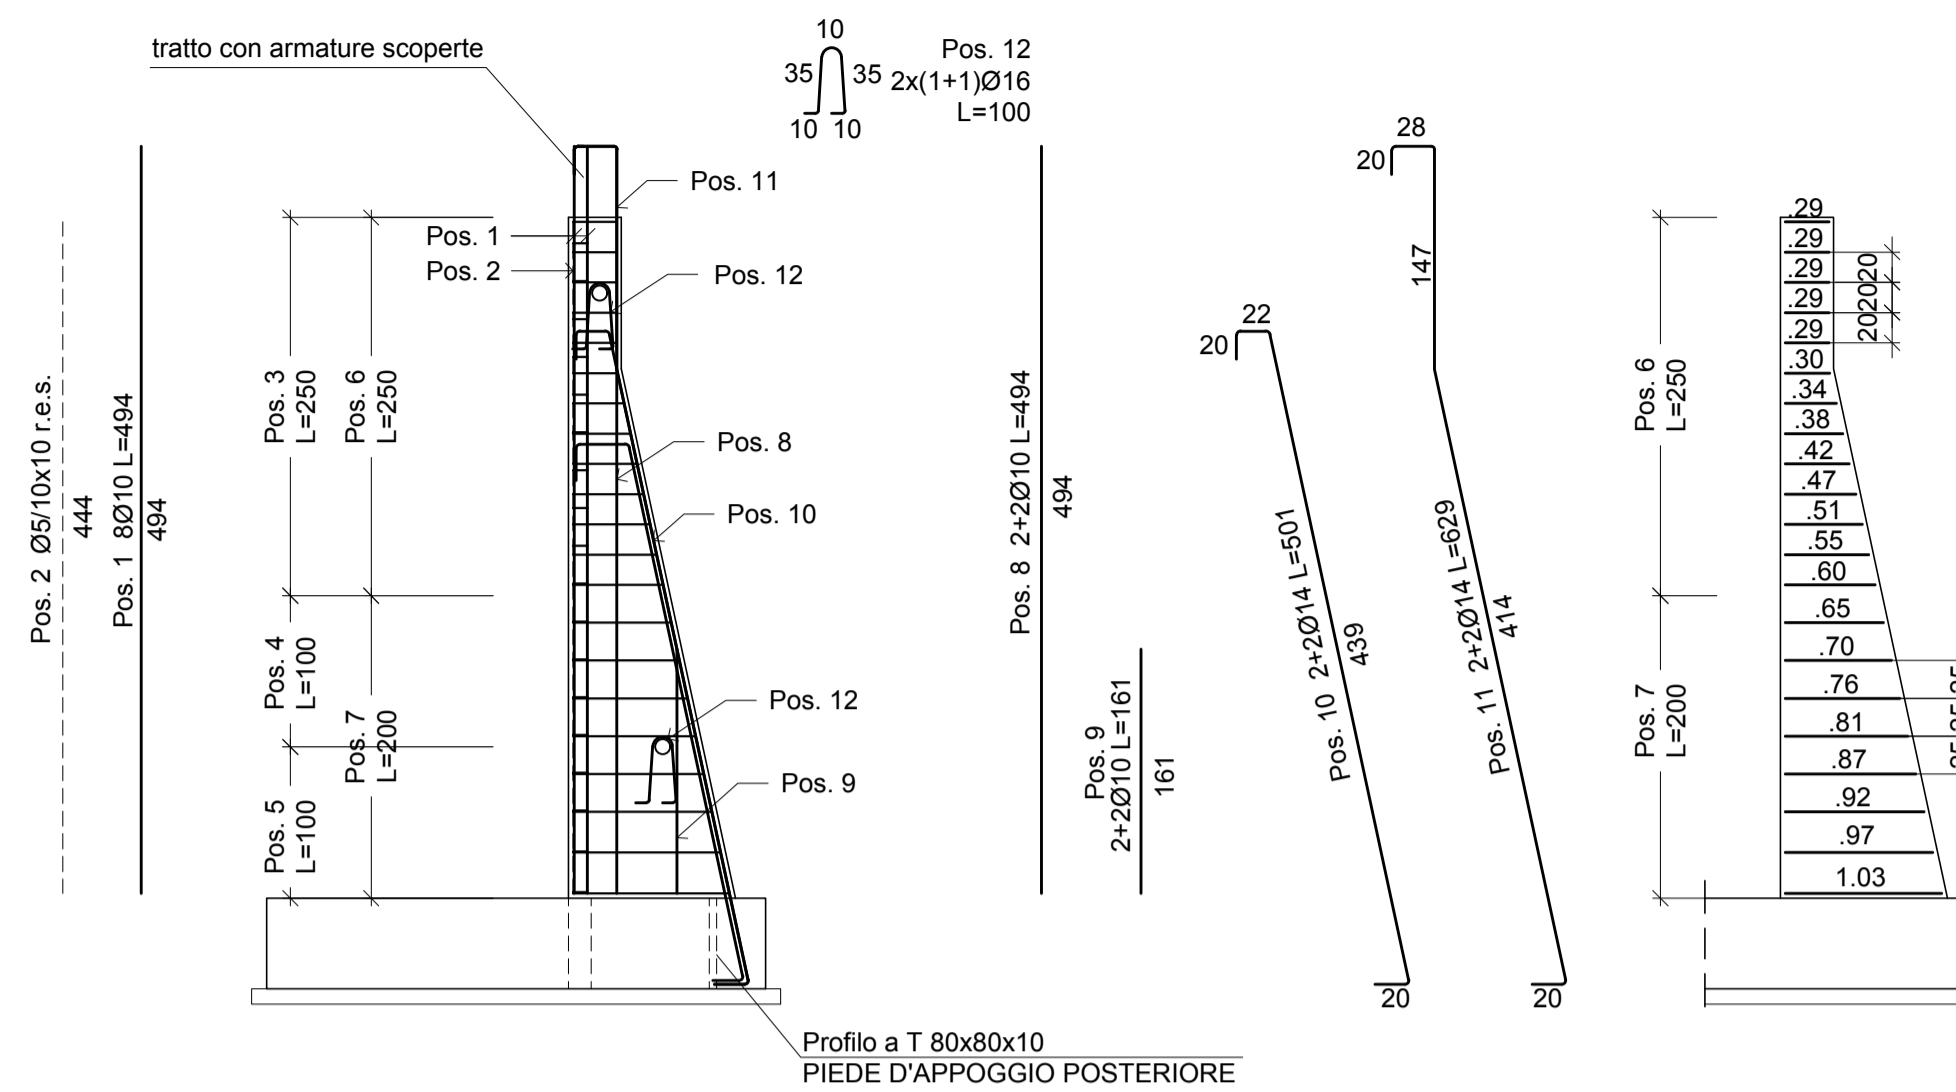 tratto con armature scoperte
10
35
35
10
10
Pos. 12
2x(1+1)Ø16
L=100
Pos. 11
Pos. 1
Pos. 2
Pos. 12
Pos. 8
Pos. 10
Pos. 12
Pos. 9
Pos. 2 Ø5/10x10 r.e.s.
444
Pos. 1 8Ø10 L=494
494
Pos. 3
L=250
Pos. 6
L=250
Pos. 4
L=100
Pos. 7
L=200
Pos. 5
L=100
Profilo a T 80x80x10
PIEDE D'APPOGGIO POSTERIORE
Pos. 8 2+2Ø10 L=494
494
Pos. 9
2+2Ø10 L=161
161
22
20
Pos. 10 2+2Ø14 L=501
439
20
28
20
147
Pos. 11 2+2Ø14 L=629
414
20
Pos. 6
L=250
Pos. 7
L=200
.29
.29
.29
.29
.29
.30
.34
.38
.42
.47
.51
.55
.60
.65
.70
.76
.81
.87
.92
.97
1.03
202020